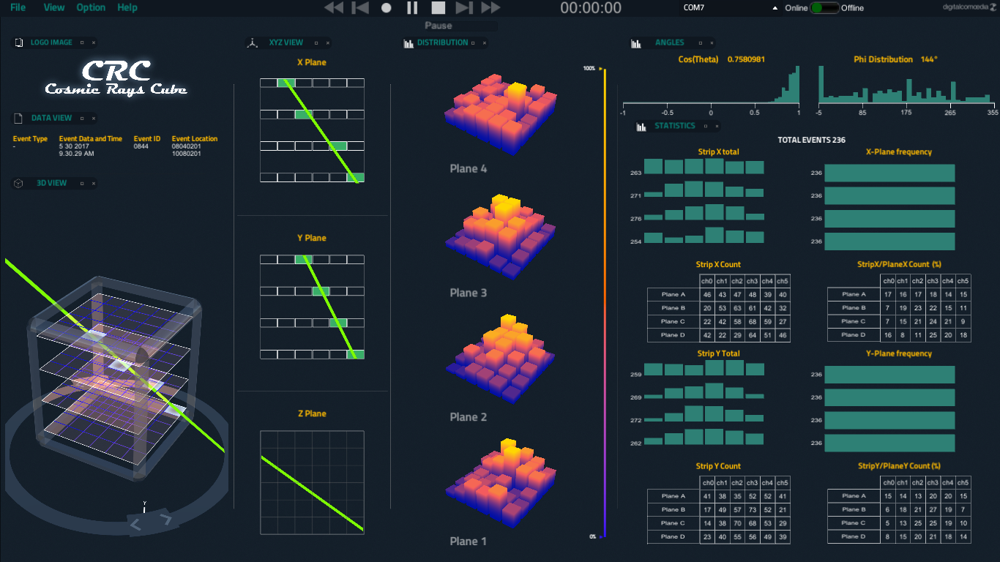 File View Option Help
00:00:00
COM7
Online Offline
digitalcomoedia
Pause
LOGO IMAGE
CRC
Cosmic Rays Cube
DATA VIEW
Event Type Event Data and Time Event ID Event Location
- 5 30 2017 0844 08040201
9.30.29 AM 10080201
3D VIEW
Y
XYZ VIEW
X Plane
Y Plane
Z Plane
DISTRIBUTION
100%
Plane 4
Plane 3
Plane 2
Plane 1
0%
ANGLES
Cos(Theta) 0.7580981
-1 -0.5 0 0.5 1
Phi Distribution 144°
-5 85 175 265 355
STATISTICS
TOTAL EVENTS 236
Strip X total
263
271
276
254
X-Plane frequency
236
236
236
236
Strip X Count
ch0 ch1 ch2 ch3 ch4 ch5
Plane A 46 43 47 48 39 40
Plane B 20 53 63 61 42 32
Plane C 22 42 58 68 59 27
Plane D 42 22 29 64 51 46
StripX/PlaneX Count (%)
ch0 ch1 ch2 ch3 ch4 ch5
Plane A 17 16 17 18 14 15
Plane B 7 19 23 22 15 11
Plane C 7 15 21 24 21 9
Plane D 16 8 11 25 20 18
Strip Y Total
259
269
272
262
Y-Plane frequency
236
236
236
236
Strip Y Count
ch0 ch1 ch2 ch3 ch4 ch5
Plane A 41 38 35 52 52 41
Plane B 17 49 57 73 52 21
Plane C 14 38 70 68 53 29
Plane D 23 40 55 56 49 39
StripY/PlaneY Count (%)
ch0 ch1 ch2 ch3 ch4 ch5
Plane A 15 14 13 20 20 15
Plane B 6 18 21 27 19 7
Plane C 5 13 25 25 19 10
Plane D 8 15 20 21 18 14